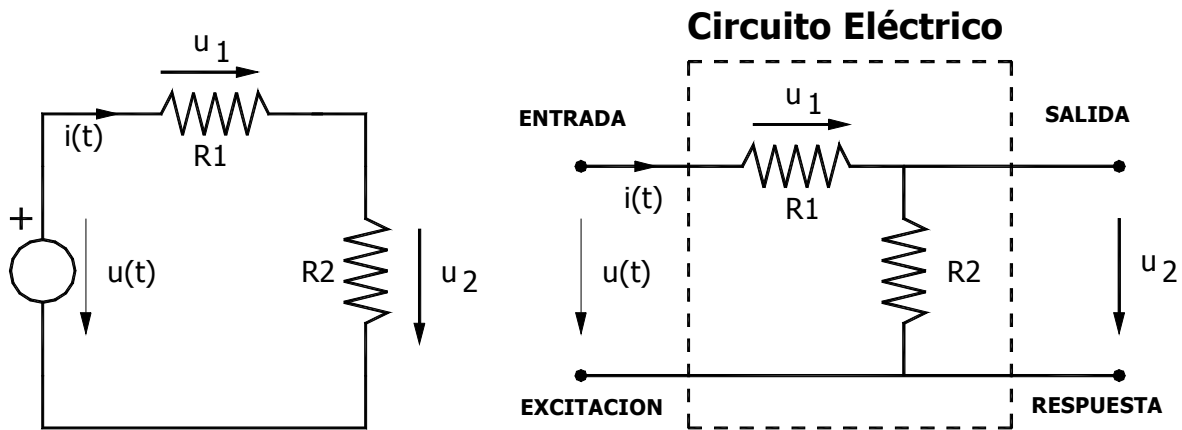 u 1
i(t)
R1
+
u(t)
R2
u 2
Circuito Eléctrico
ENTRADA
u 1
SALIDA
i(t)
R1
u(t)
R2
u 2
EXCITACION
RESPUESTA